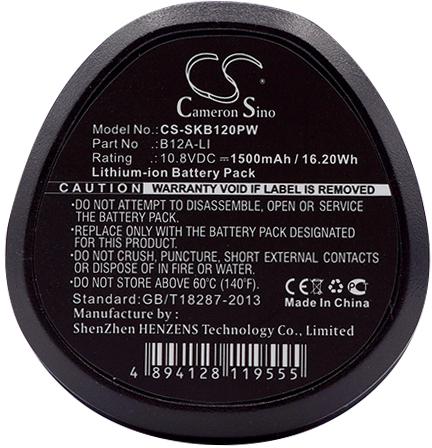 CS
Cameron Sino
Model No.:CS-SKB120PW
Part No :B12A-LI
Rating :10.8VDC⎓1500mAh / 16.20Wh
Lithium-ion Battery Pack
CAUTION WARRANTY VOID IF LABEL IS REMOVED
•DO NOT ATTEMPT TO DISASSEMBLE, OPEN OR SERVICE
THE BATTERY PACK.
•REPLACE ONLY WITH THE BATTERY PACK DESIGNATED
FOR THIS PRODUCT.
•DO NOT CRUSH, PUNCTURE, SHORT EXTERNAL CONTACTS
OR DISPOSE OF IN FIRE OR WATER.
•DO NOT STORE ABOVE 60°C (140°F).
Standard:GB/T18287-2013
CE
Made In China
Manufacture by :
ShenZhen HENZENS Technology Co., Limited
4 894128 119555